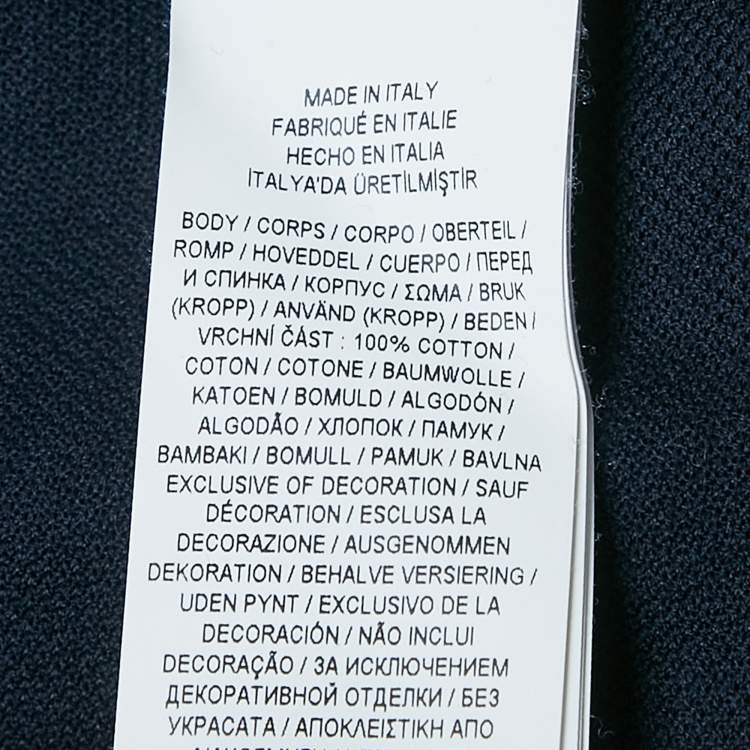 MADE IN ITALY
FABRIQUÉ EN ITALIE
HECHO EN ITALIA
İTALYA'DA ÜRETİLMİŞTİR
BODY / CORPS / CORPO / OBERTEIL /
ROMP / HOVEDDEL / CUERPO / ПЕРЕД
И СПИНКА / КОРПУС / ΣΩΜΑ / BRUK
(KROPP) / ANVÄND (KROPP) / BEDEN /
VRCHNÍ ČÁST : 100% COTTON /
COTON / COTONE / BAUMWOLLE /
KATOEN / BOMULD / ALGODÓN /
ALGODÃO / ХЛОПОК / ПАМУК /
BAMBAKI / BOMULL / PAMUK / BAVLNA
EXCLUSIVE OF DECORATION / SAUF
DÉCORATION / ESCLUSA LA
DECORAZIONE / AUSGENOMMEN
DEKORATION / BEHALVE VERSIERING /
UDEN PYNT / EXCLUSIVO DE LA
DECORACIÓN / NÃO INCLUI
DECORAÇÃO / ЗА ИСКЛЮЧЕНИЕМ
ДЕКОРАТИВНОЙ ОТДЕЛКИ / БЕЗ
УКРАСАТА / ΑΠΟΚΛΕΙΣΤΙΚΗ ΑΠΟ